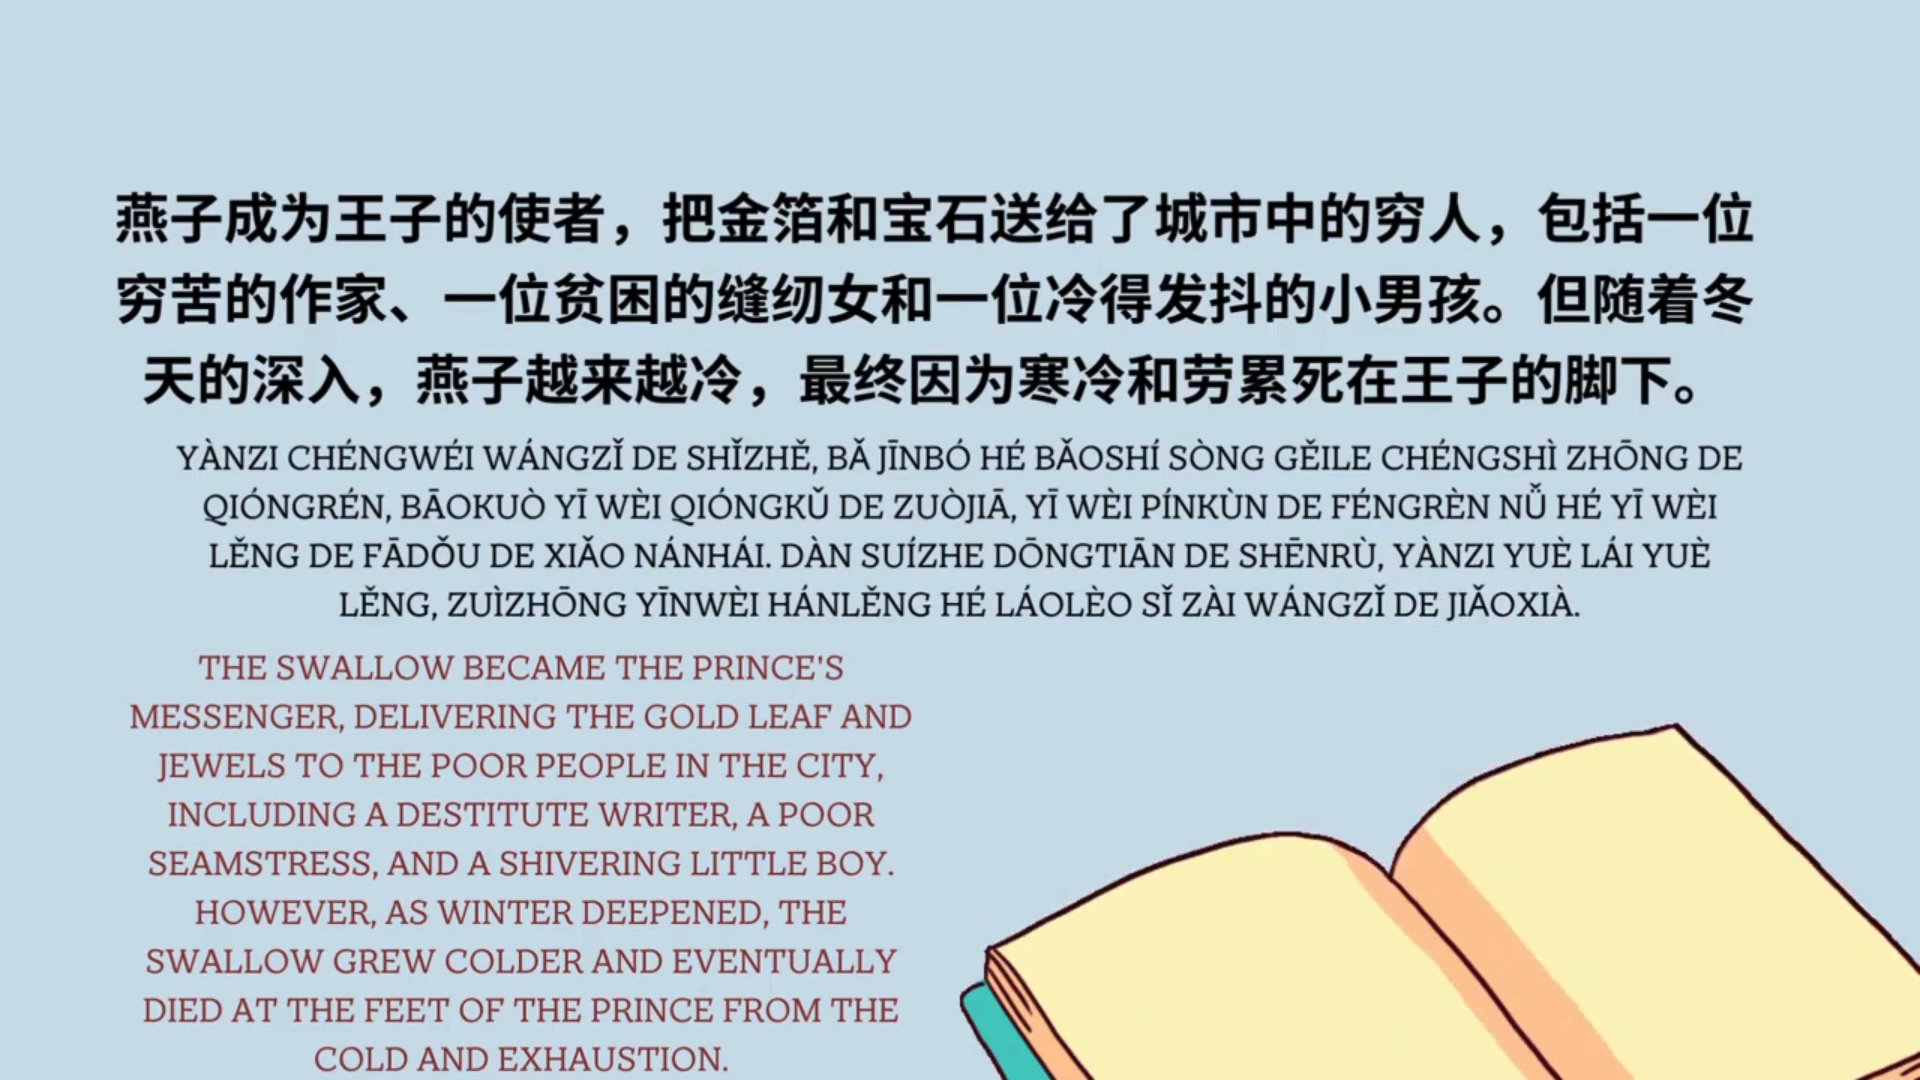 燕子成为王子的使者，把金箔和宝石送给了城市中的穷人，包括一位
穷苦的作家、一位贫困的缝纫女和一位冷得发抖的小男孩。但随着冬
天的深入，燕子越来越冷，最终因为寒冷和劳累死在王子的脚下。
YÀNZI CHÉNGWÉI WÁNGZǏ DE SHǏZHĚ, BǍ JĪNBÓ HÉ BǍOSHÍ SÒNG GĚILE CHÉNGSHÌ ZHŌNG DE
QIÓNGRÉN, BĀOKUÒ YĪ WÈI QIÓNGKǓ DE ZUÒJIĀ, YĪ WÈI PÍNKÙN DE FÉNGRÈN NǙ HÉ YĪ WÈI
LĚNG DE FĀDǑU DE XIǍO NÁNHÁI. DÀN SUÍZHE DŌNGTIĀN DE SHĒNRÙ, YÀNZI YUÈ LÁI YUÈ
LĚNG, ZUÌZHŌNG YĪNWÈI HÁNLĚNG HÉ LÁOLÈO SǏ ZÀI WÁNGZǏ DE JIǍOXIÀ.
THE SWALLOW BECAME THE PRINCE'S
MESSENGER, DELIVERING THE GOLD LEAF AND
JEWELS TO THE POOR PEOPLE IN THE CITY,
INCLUDING A DESTITUTE WRITER, A POOR
SEAMSTRESS, AND A SHIVERING LITTLE BOY.
HOWEVER, AS WINTER DEEPENED, THE
SWALLOW GREW COLDER AND EVENTUALLY
DIED AT THE FEET OF THE PRINCE FROM THE
COLD AND EXHAUSTION.